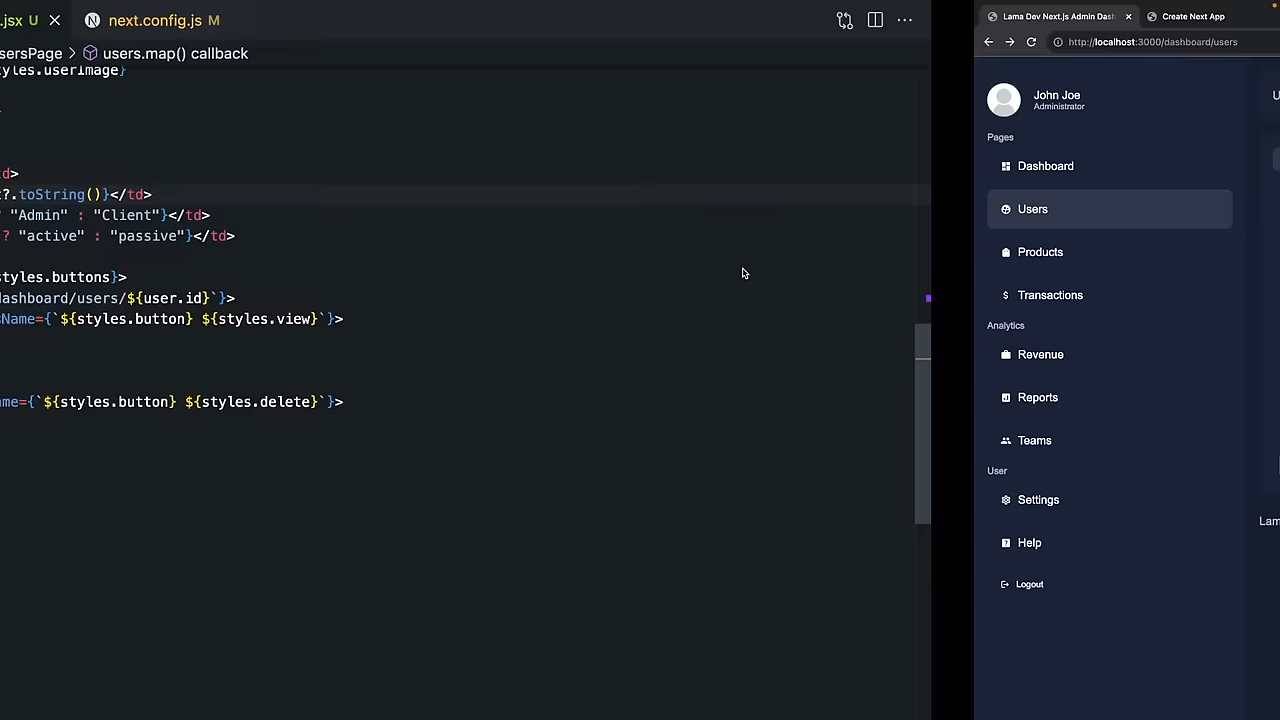 .jsx U
next.config.js M
sersPage > users.map() callback
yles.userImage}
d>
t?.toString()}</td>
? "Admin" : "Client"}</td>
? "active" : "passive"}</td>
styles.buttons}>
dashboard/users/${user.id}`}>
sName={`${styles.button} ${styles.view}`}>
me={`${styles.button} ${styles.delete}`}>
Lama Dev Next.js Admin Dash
Create Next App
http://localhost:3000/dashboard/users
John Joe
Administrator
Pages
Dashboard
Users
Products
Transactions
Analytics
Revenue
Reports
Teams
User
Settings
Help
Logout
U
Lam